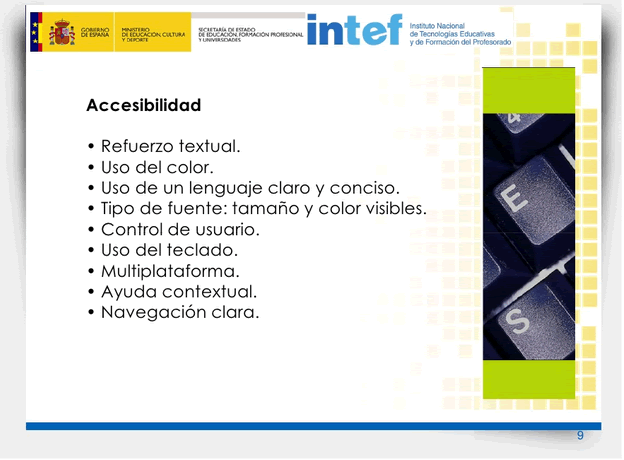 GOBIERNO
DE ESPAÑA
MINISTERIO
DE EDUCACIÓN, CULTURA
Y DEPORTE
SECRETARÍA DE ESTADO
DE EDUCACIÓN, FORMACIÓN PROFESIONAL
Y UNIVERSIDADES
intef
Instituto Nacional
de Tecnologías Educativas
y de Formación del Profesorado
Accesibilidad
• Refuerzo textual.
• Uso del color.
• Uso de un lenguaje claro y conciso.
• Tipo de fuente: tamaño y color visibles.
• Control de usuario.
• Uso del teclado.
• Multiplataforma.
• Ayuda contextual.
• Navegación clara.
4
E
S
9